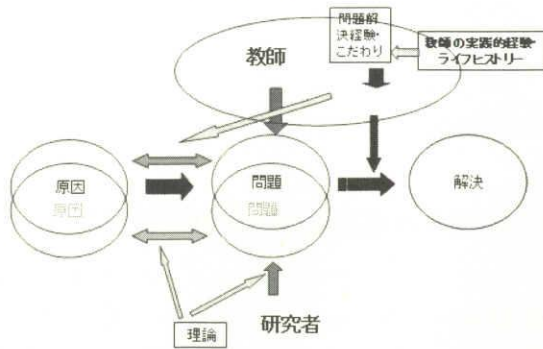 問題解
決経験・
こだわり
教師の実践的経験・
ライフヒストリー
教師
原因
原因
問題
問題
解決
理論
研究者